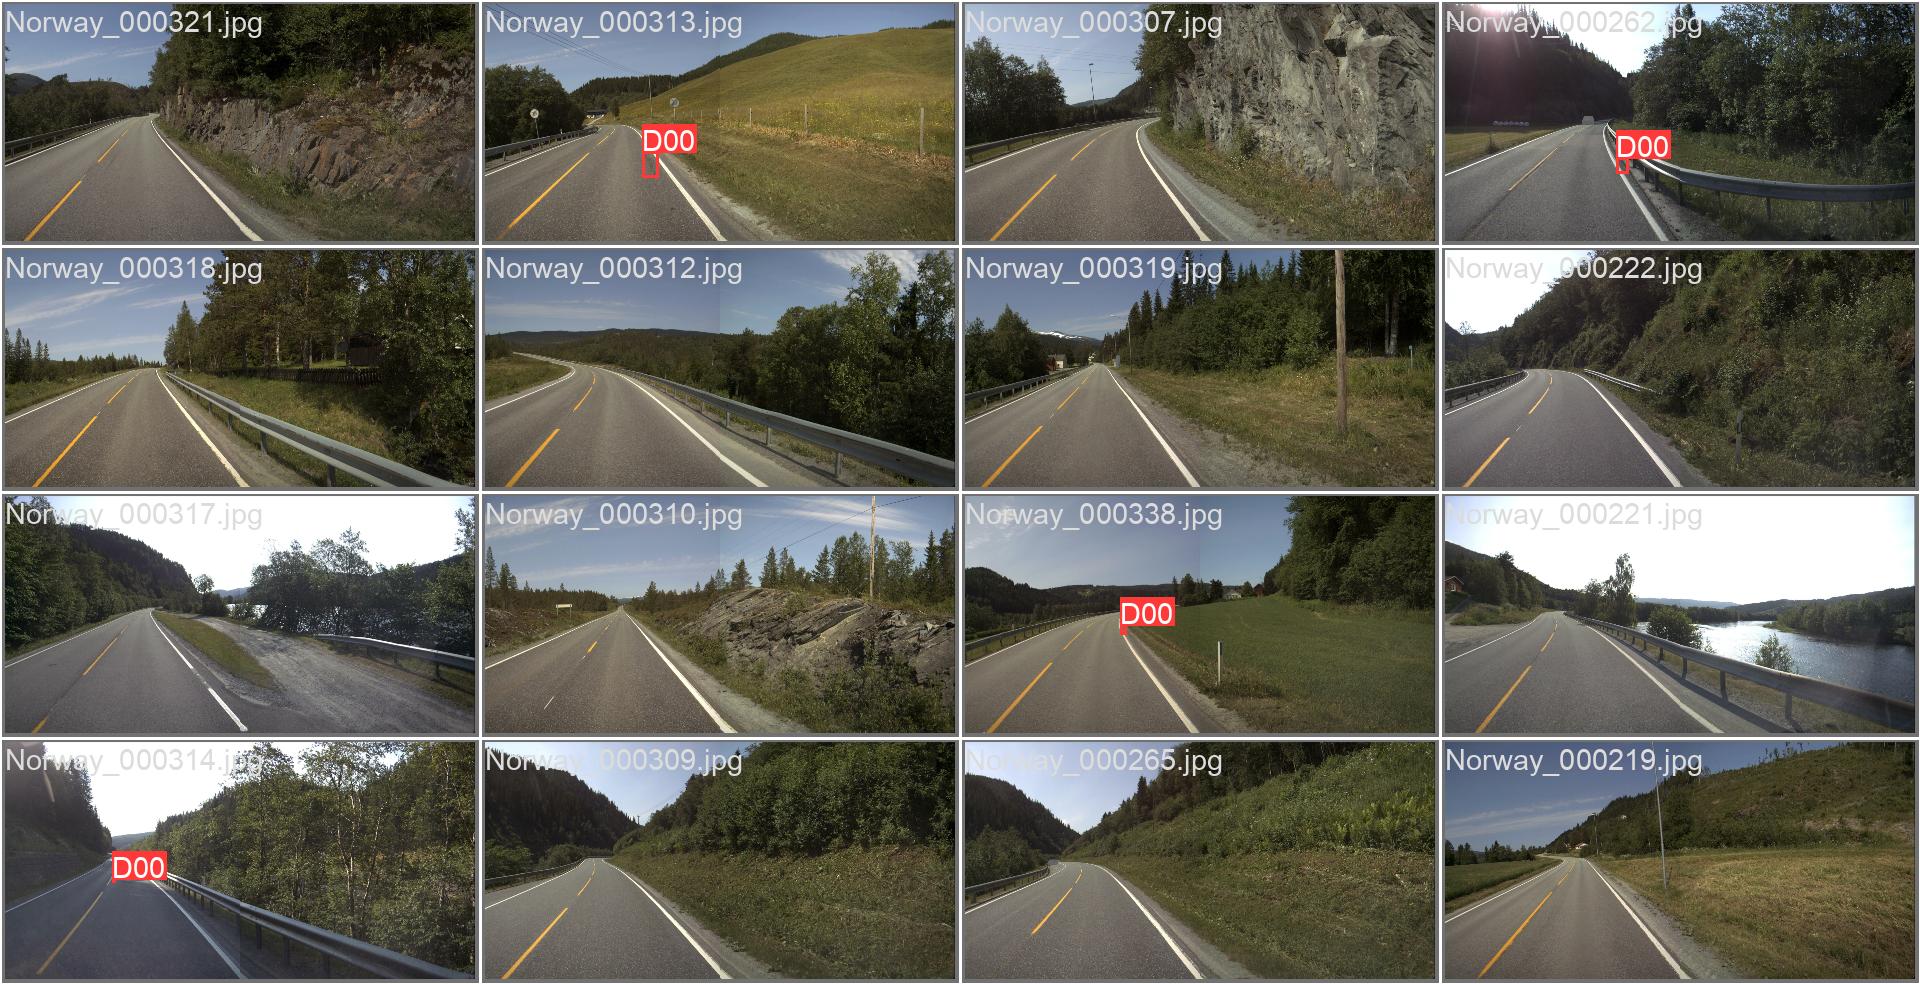 Norway_000321.jpg
Norway_000313.jpg
Norway_000307.jpg
Norway_000262.jpg
D00
D00
Norway_000318.jpg
Norway_000312.jpg
Norway_000319.jpg
Norway_000222.jpg
Norway_000317.jpg
Norway_000310.jpg
Norway_000338.jpg
Norway_000221.jpg
D00
Norway_000314.jpg
Norway_000309.jpg
Norway_000265.jpg
Norway_000219.jpg
D00